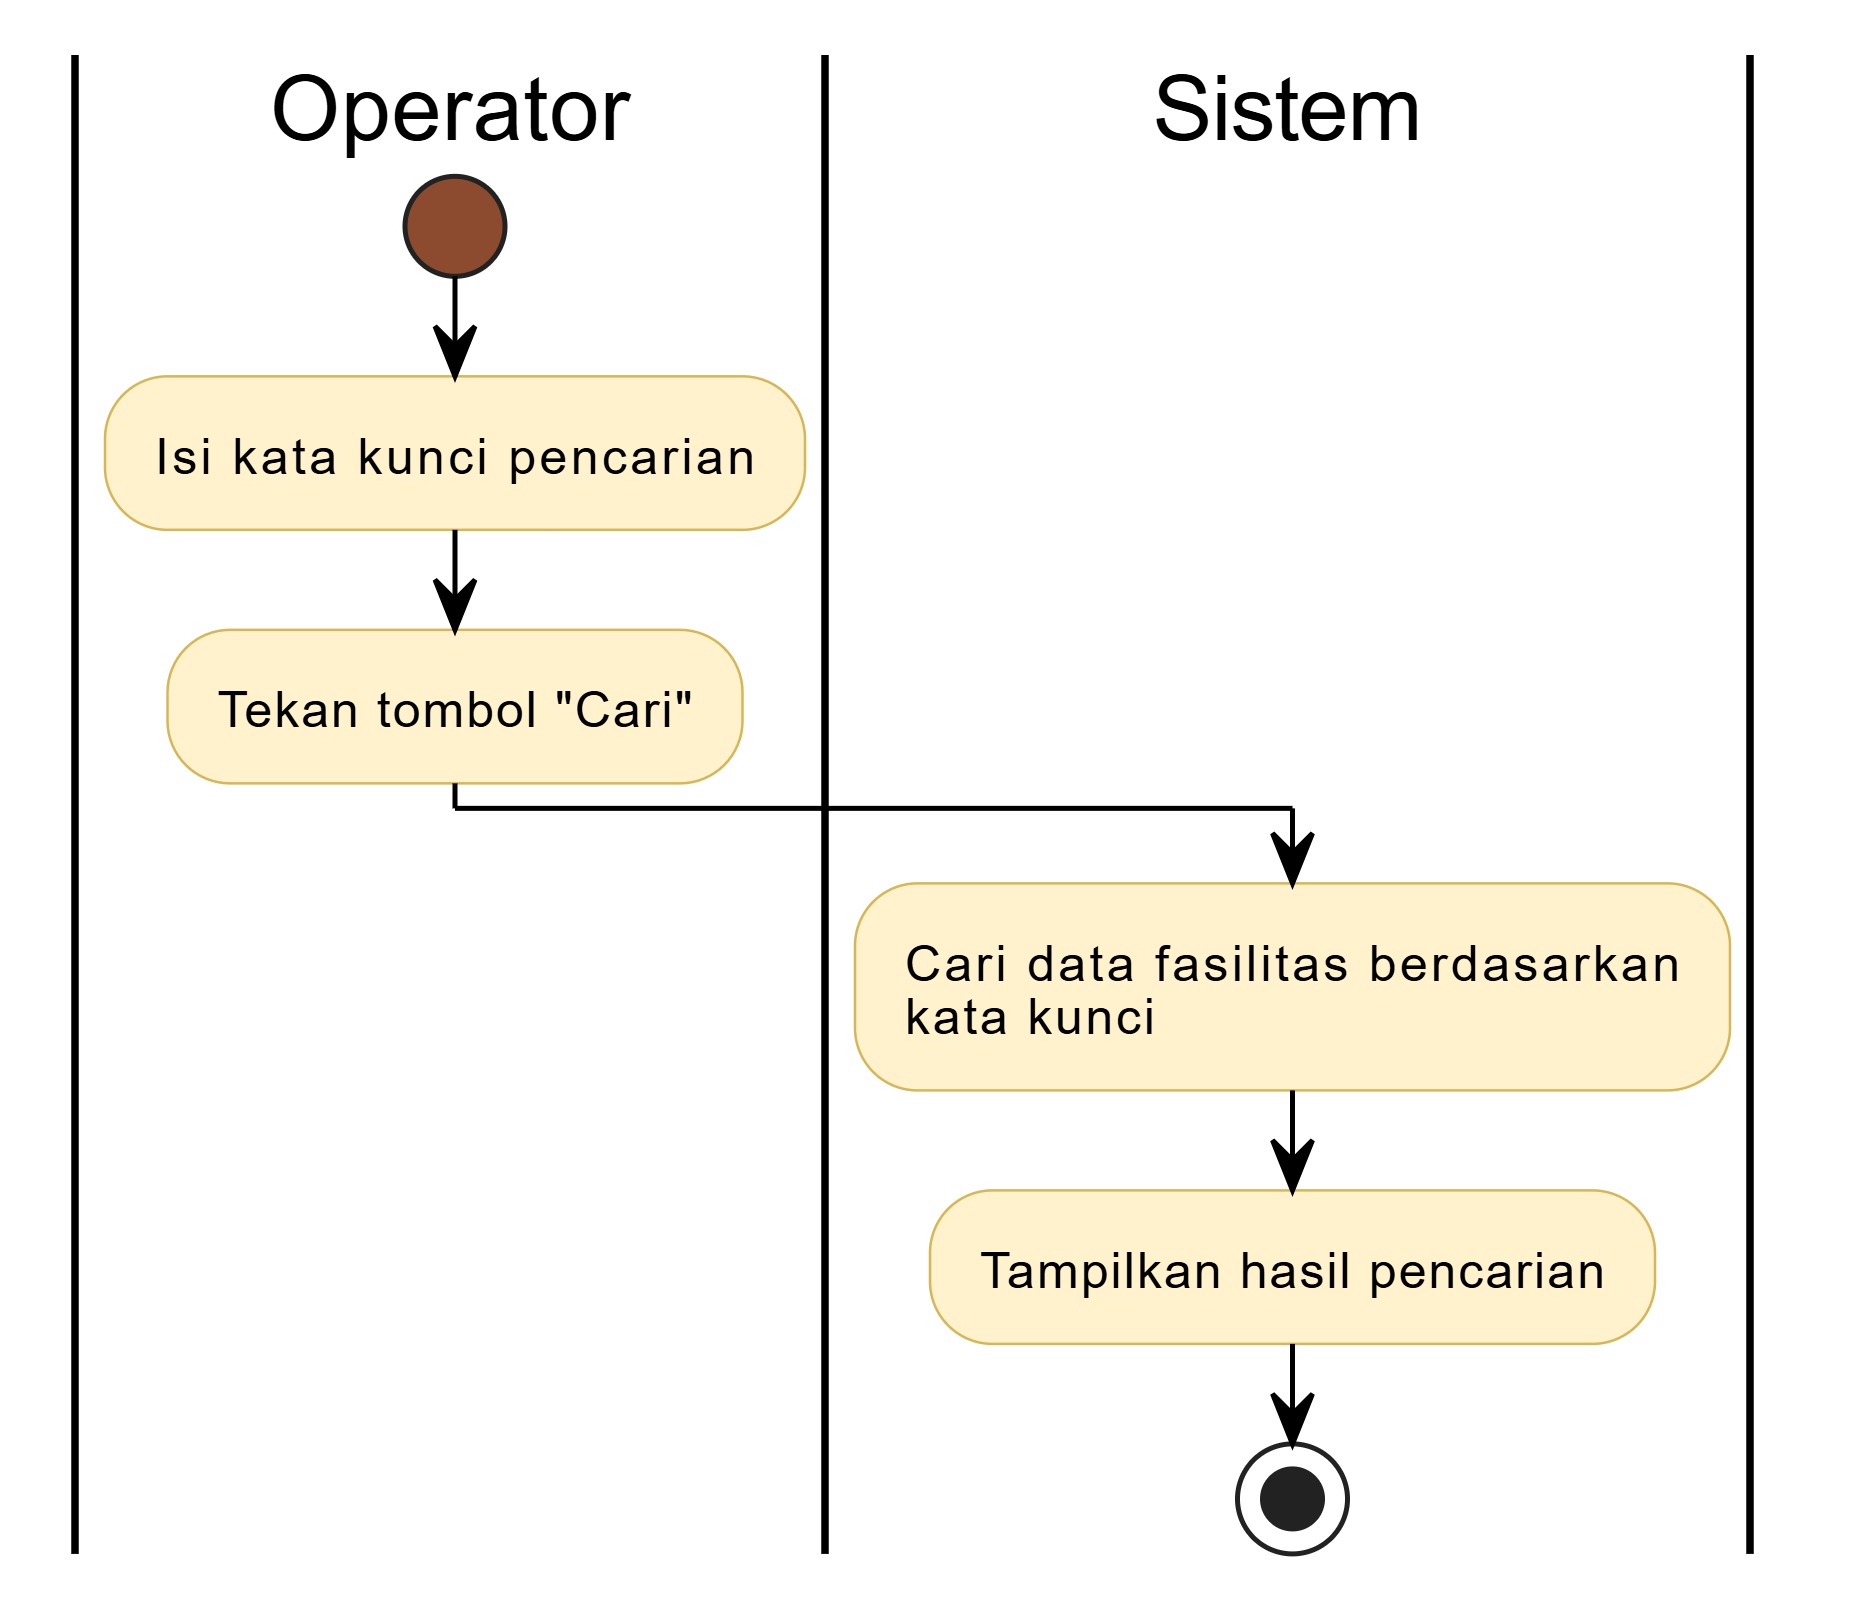 Operator
Sistem
Isi kata kunci pencarian
Tekan tombol "Cari"
Cari data fasilitas berdasarkan
kata kunci
Tampilkan hasil pencarian